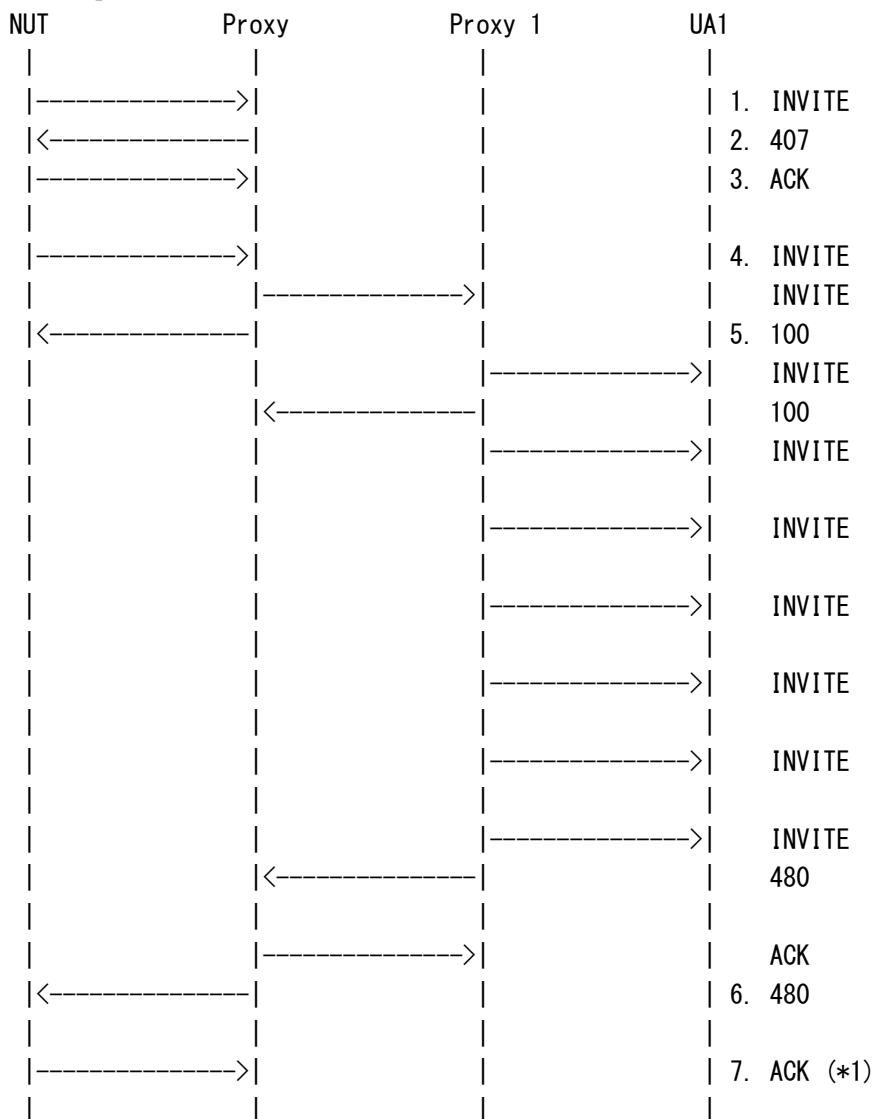 NUT Proxy Proxy 1 UA1
1. INVITE
2. 407
3. ACK
4. INVITE
INVITE
5. 100
INVITE
100
INVITE
INVITE
INVITE
INVITE
INVITE
INVITE
480
ACK
6. 480
7. ACK (*1)